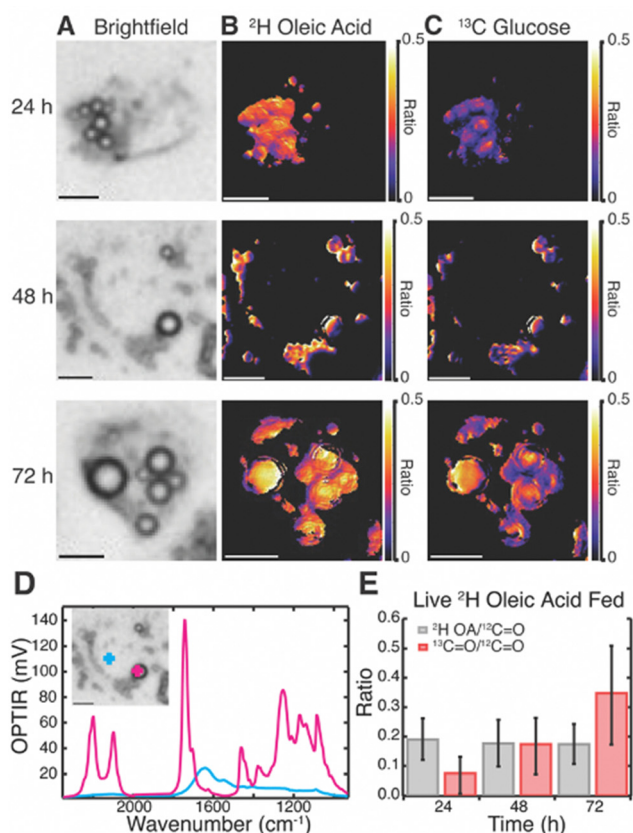 A Brightfield B ²H Oleic Acid C ¹³C Glucose
24 h
0.5
Ratio
0
0.5
Ratio
0
48 h
0.5
Ratio
0
0.5
Ratio
0
72 h
0.5
Ratio
0
0.5
Ratio
0
D
OPTIR (mV)
140
120
100
80
60
40
20
2000 1600 1200
Wavenumber (cm⁻¹)
E Live ²H Oleic Acid Fed
²H OA/¹²C=O
¹³C=O/¹²C=O
Ratio
0.6
0.5
0.4
0.3
0.2
0.1
0.0
24 48 72
Time (h)